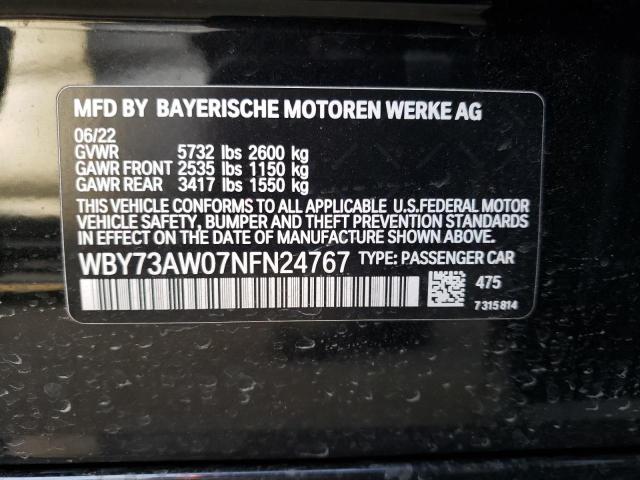 MFD BY BAYERISCHE MOTOREN WERKE AG
06/22
GVWR 5732 lbs 2600 kg
GAWR FRONT 2535 lbs 1150 kg
GAWR REAR 3417 lbs 1550 kg
THIS VEHICLE CONFORMS TO ALL APPLICABLE U.S.FEDERAL MOTOR
VEHICLE SAFETY, BUMPER AND THEFT PREVENTION STANDARDS
IN EFFECT ON THE DATE OF MANUFACTURE SHOWN ABOVE.
WBY73AW07NFN24767 TYPE: PASSENGER CAR
475
7315814